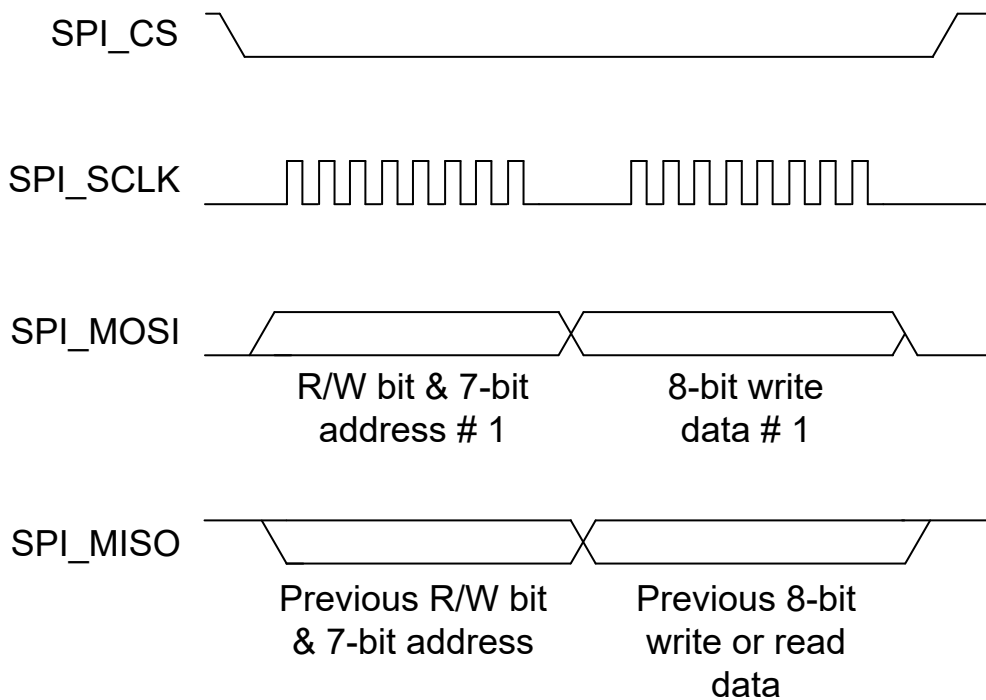 SPI_CS
SPI_SCLK
SPI_MOSI
R/W bit & 7-bit
address # 1
8-bit write
data # 1
SPI_MISO
Previous R/W bit
& 7-bit address
Previous 8-bit
write or read
data